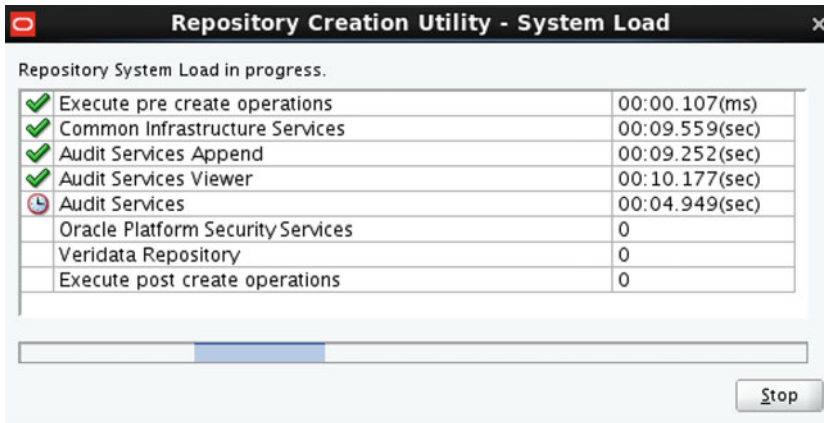 Repository Creation Utility - System Load
Repository System Load in progress.
Execute pre create operations 00:00.107(ms)
Common Infrastructure Services 00:09.559(sec)
Audit Services Append 00:09.252(sec)
Audit Services Viewer 00:10.177(sec)
Audit Services 00:04.949(sec)
Oracle Platform Security Services 0
Veridata Repository 0
Execute post create operations 0
Stop